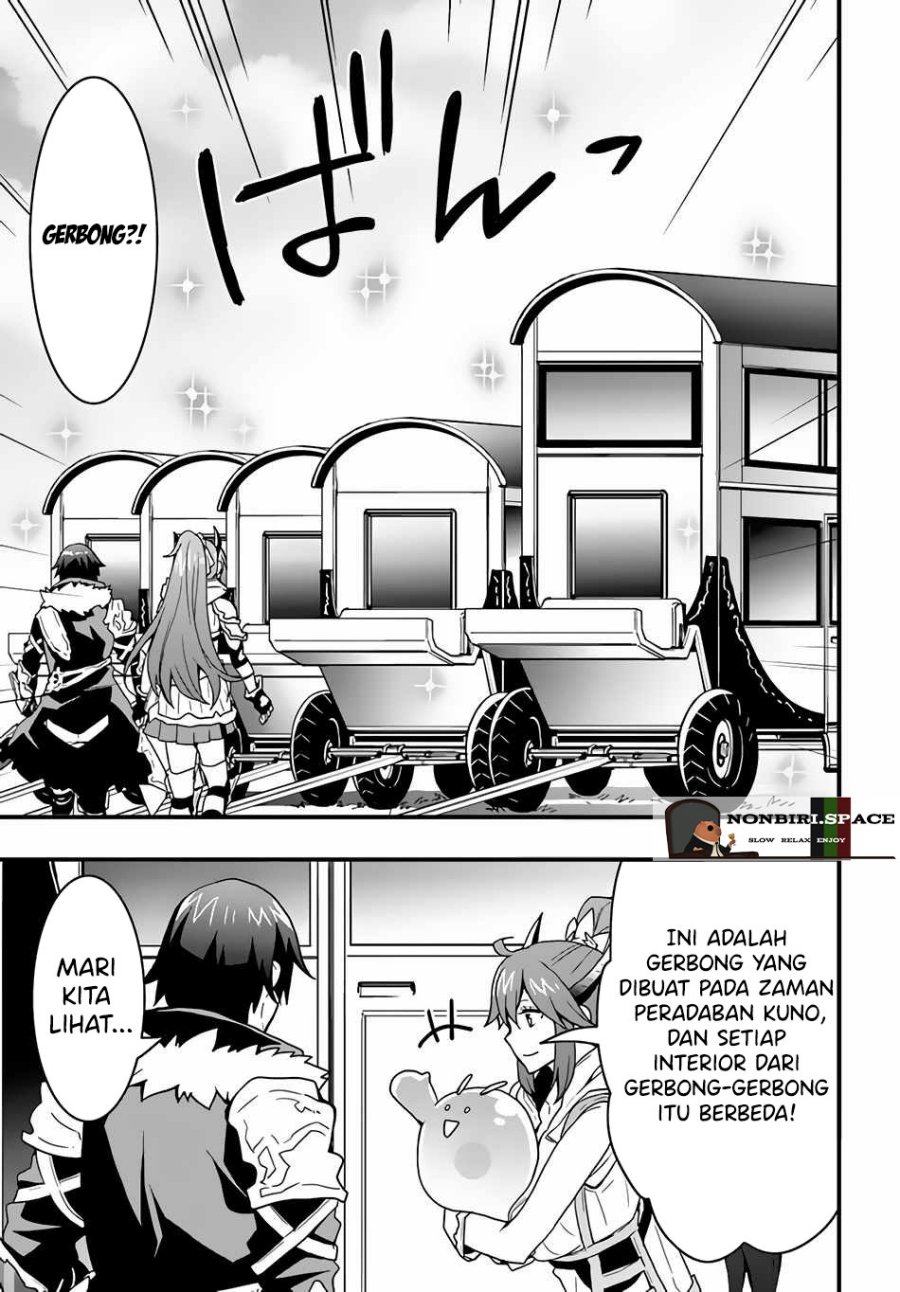 GERBONG?!
ばんっ
NONBIRI.SPACE
SLOW RELAX ENJOY
INI ADALAH
GERBONG YANG
DIBUAT PADA ZAMAN
PERADABAN KUNO,
DAN SETIAP
INTERIOR DARI
GERBONG-GERBONG
ITU BERBEDA!
MARI
KITA
LIHAT...